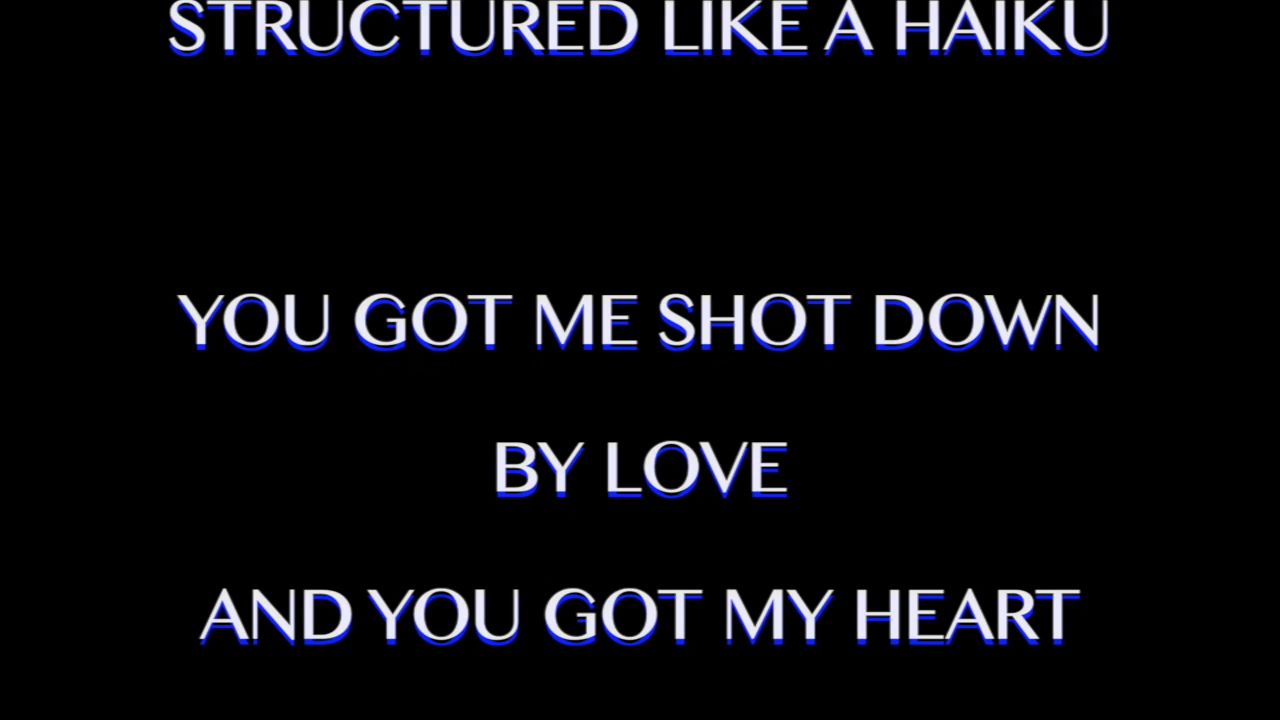 STRUCTURED LIKE A HAIKU
YOU GOT ME SHOT DOWN
BY LOVE
AND YOU GOT MY HEART